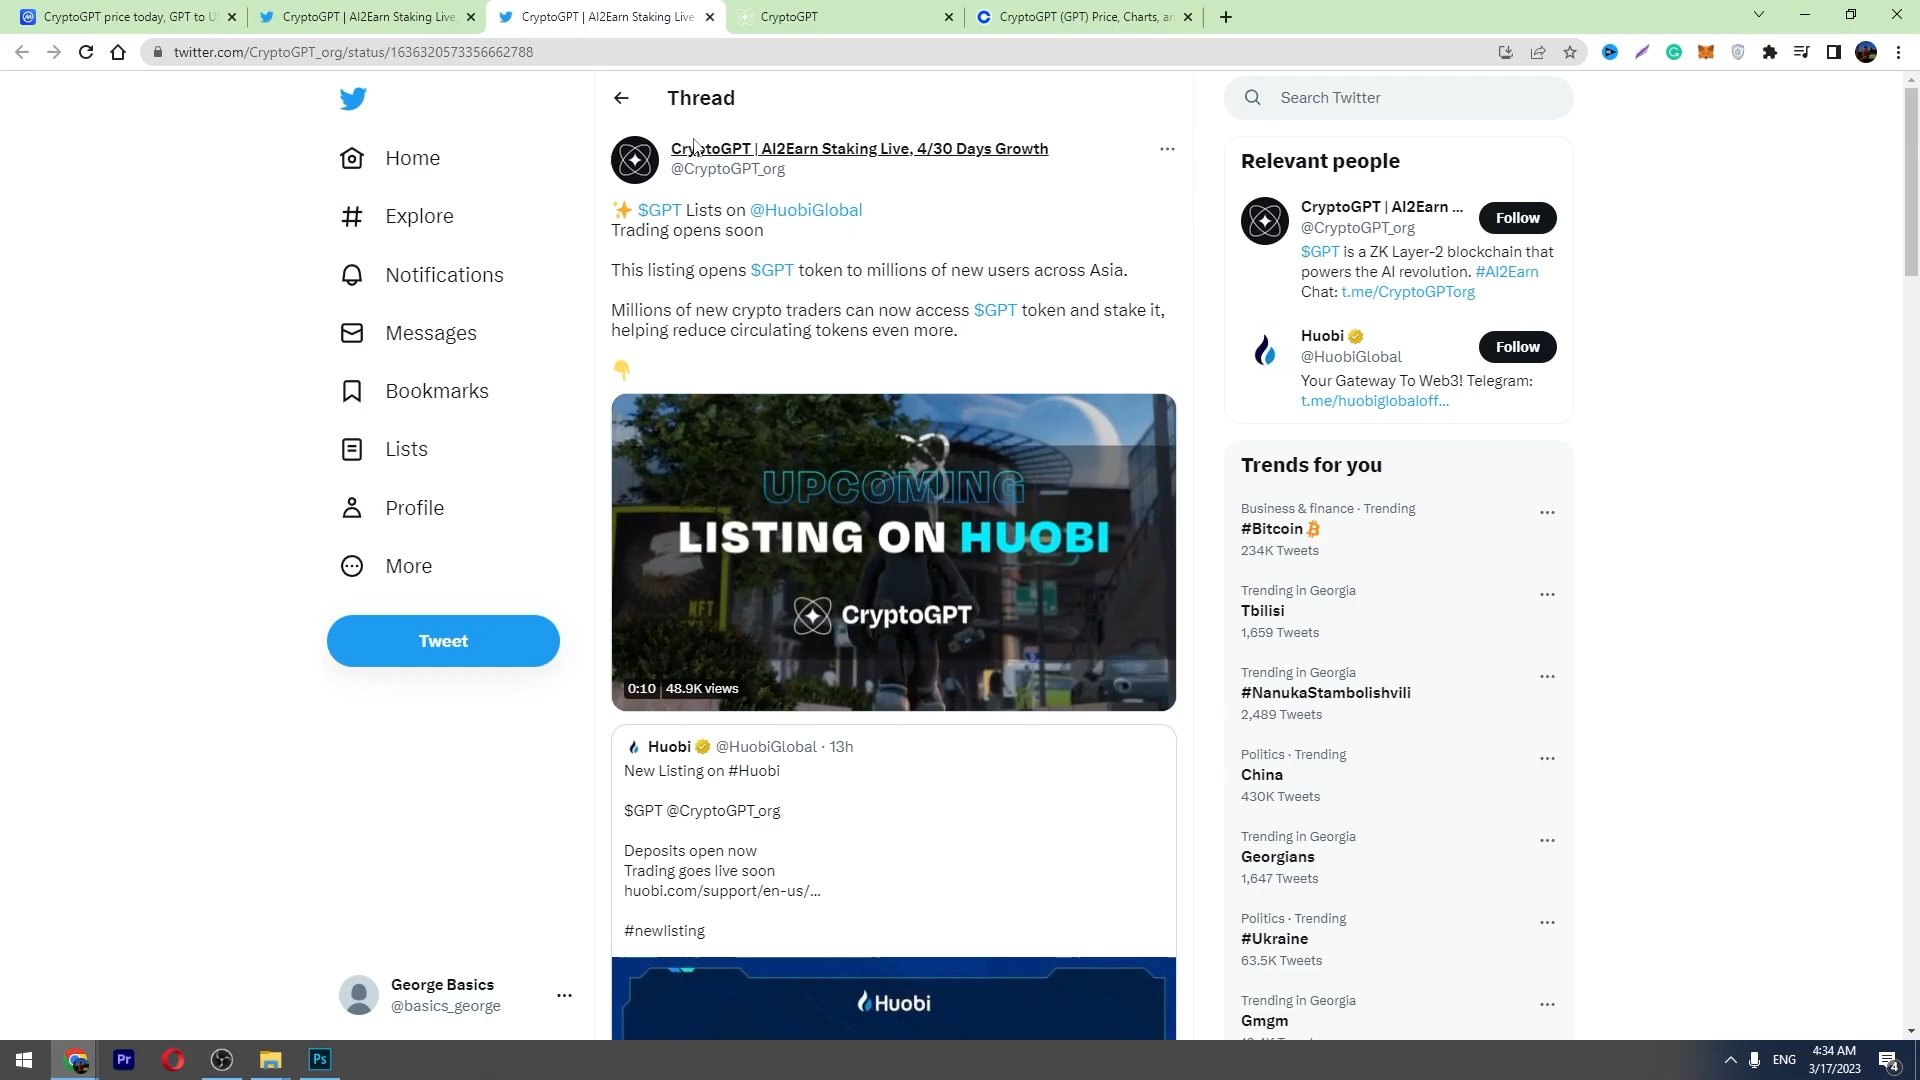 CryptoGPT price today, GPT to U
CryptoGPT | AI2Earn Staking Live,
CryptoGPT | AI2Earn Staking Live
CryptoGPT
CryptoGPT (GPT) Price, Charts, an
twitter.com/CryptoGPT_org/status/1636320573356662788
Home
Explore
Notifications
Messages
Bookmarks
Lists
Profile
More
Tweet
George Basics
@basics_george
Thread
CryptoGPT | AI2Earn Staking Live, 4/30 Days Growth
@CryptoGPT_org
✨ $GPT Lists on @HuobiGlobal
Trading opens soon
This listing opens $GPT token to millions of new users across Asia.
Millions of new crypto traders can now access $GPT token and stake it,
helping reduce circulating tokens even more.
👇
UPCOMING
LISTING ON HUOBI
CryptoGPT
NFT
0:10 | 48.9K views
Huobi @HuobiGlobal · 13h
New Listing on #Huobi
$GPT @CryptoGPT_org
Deposits open now
Trading goes live soon
huobi.com/support/en-us/…
#newlisting
Huobi
Search Twitter
Relevant people
CryptoGPT | AI2Earn ...
@CryptoGPT_org
Follow
$GPT is a ZK Layer-2 blockchain that
powers the AI revolution. #AI2Earn
Chat: t.me/CryptoGPTorg
Huobi
@HuobiGlobal
Follow
Your Gateway To Web3! Telegram:
t.me/huobiglobaloff…
Trends for you
Business & finance · Trending
#Bitcoin
234K Tweets
Trending in Georgia
Tbilisi
1,659 Tweets
Trending in Georgia
#NanukaStambolishvili
2,489 Tweets
Politics · Trending
China
430K Tweets
Trending in Georgia
Georgians
1,647 Tweets
Politics · Trending
#Ukraine
63.5K Tweets
Trending in Georgia
Gmgm
Pr
Ps
ENG
4:34 AM
3/17/2023
4